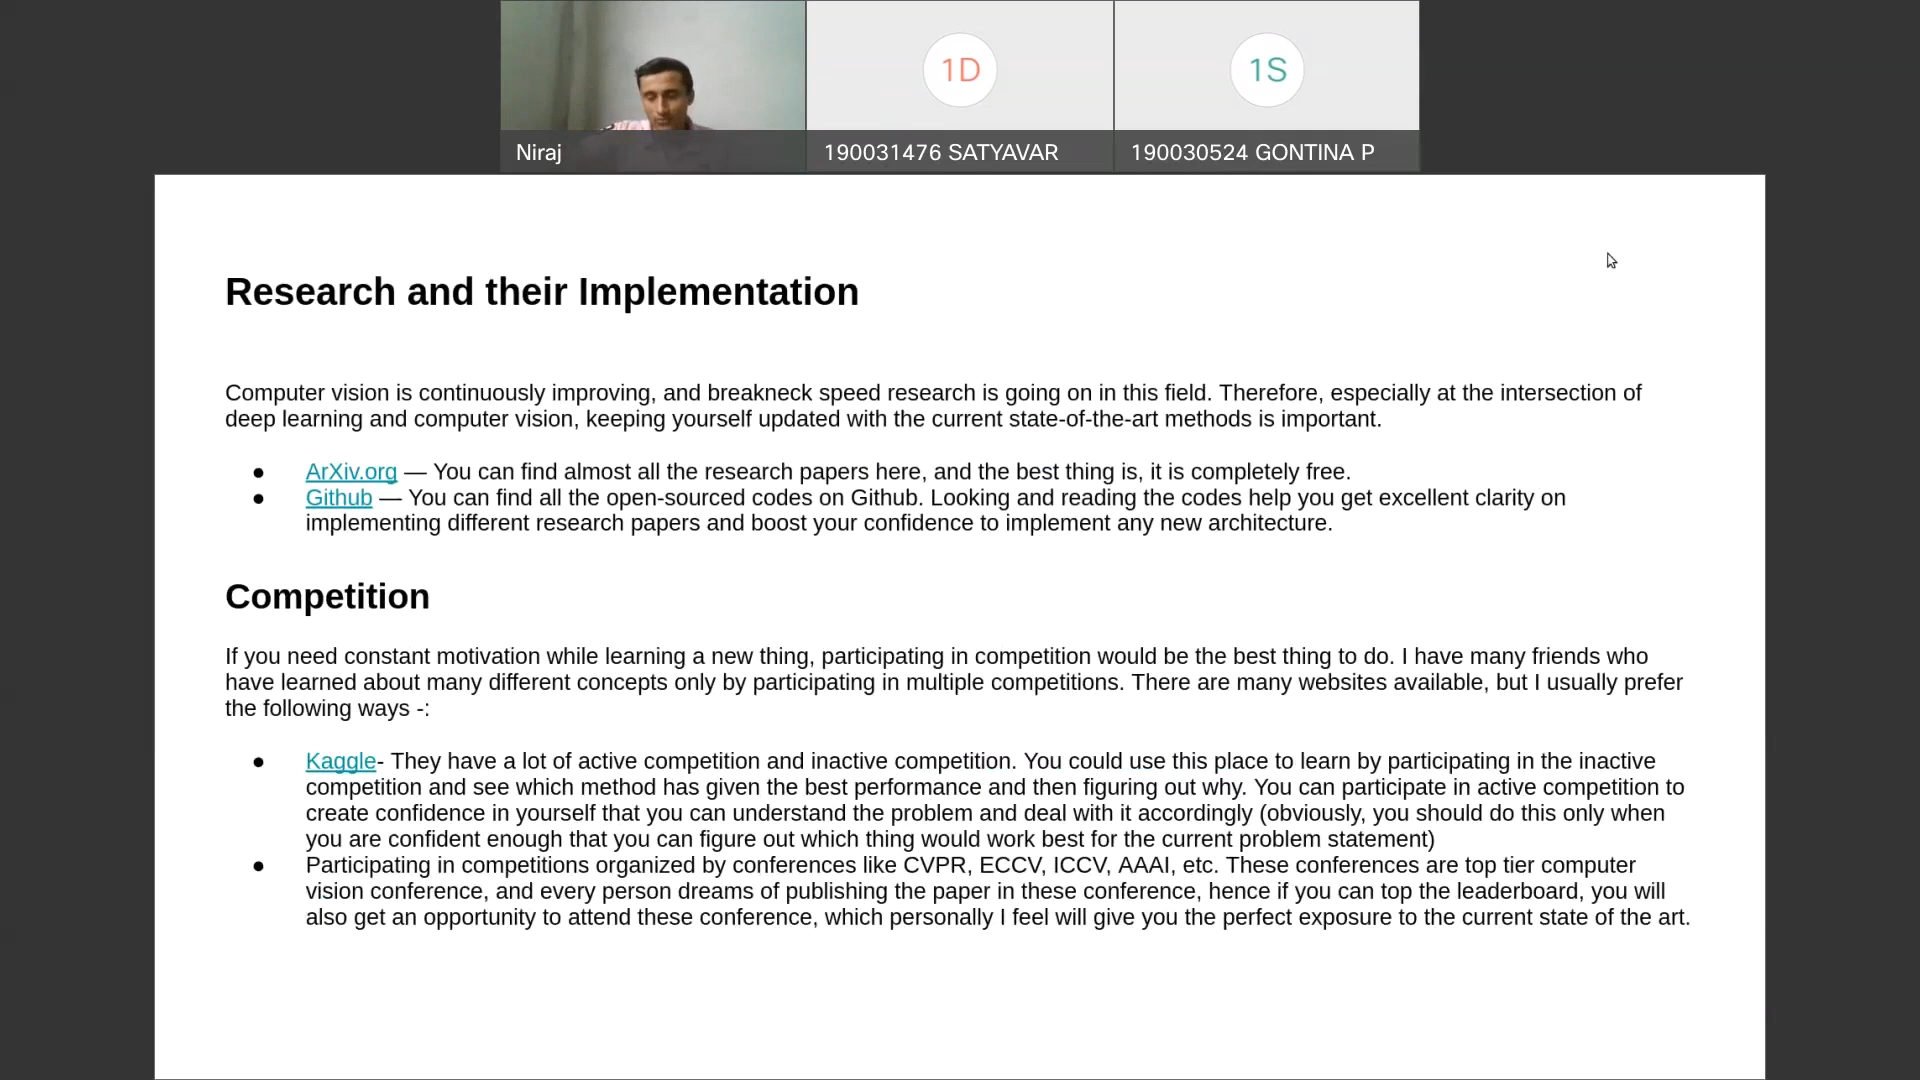 1D
1S
Niraj
190031476 SATYAVAR
190030524 GONTINA P
Research and their Implementation
Computer vision is continuously improving, and breakneck speed research is going on in this field. Therefore, especially at the intersection of
deep learning and computer vision, keeping yourself updated with the current state-of-the-art methods is important.
● ArXiv.org — You can find almost all the research papers here, and the best thing is, it is completely free.
● Github — You can find all the open-sourced codes on Github. Looking and reading the codes help you get excellent clarity on
implementing different research papers and boost your confidence to implement any new architecture.
Competition
If you need constant motivation while learning a new thing, participating in competition would be the best thing to do. I have many friends who
have learned about many different concepts only by participating in multiple competitions. There are many websites available, but I usually prefer
the following ways -:
● Kaggle- They have a lot of active competition and inactive competition. You could use this place to learn by participating in the inactive
competition and see which method has given the best performance and then figuring out why. You can participate in active competition to
create confidence in yourself that you can understand the problem and deal with it accordingly (obviously, you should do this only when
you are confident enough that you can figure out which thing would work best for the current problem statement)
● Participating in competitions organized by conferences like CVPR, ECCV, ICCV, AAAI, etc. These conferences are top tier computer
vision conference, and every person dreams of publishing the paper in these conference, hence if you can top the leaderboard, you will
also get an opportunity to attend these conference, which personally I feel will give you the perfect exposure to the current state of the art.